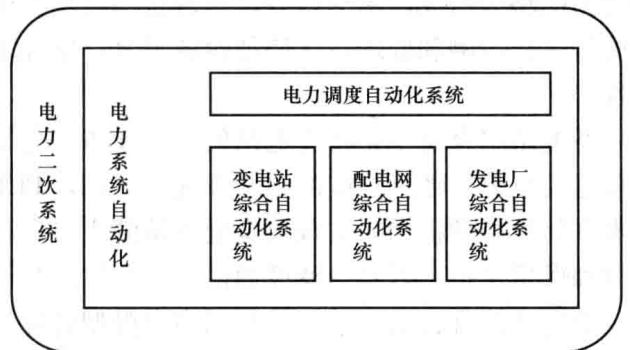 电力二次系统
电力系统自动化
电力调度自动化系统
变电站
综合自
动化系
统
配电网
综合自
动化系
统
发电厂
综合自
动化系
统